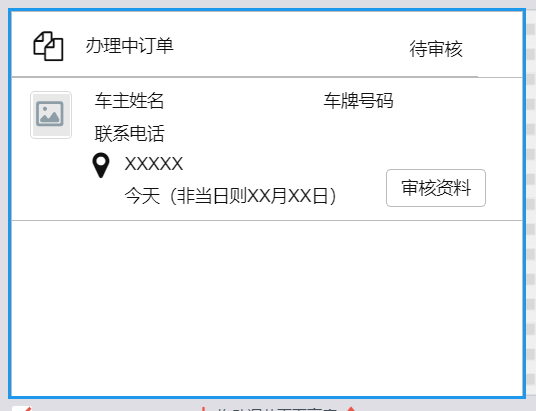 办理中订单 待审核
车主姓名 车牌号码
联系电话
XXXXX
今天（非当日则XX月XX日）
审核资料